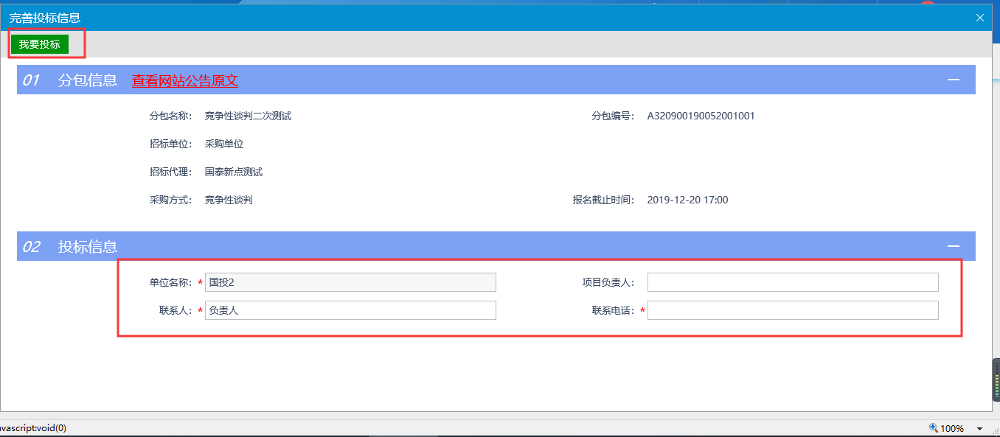 完善投标信息
我要投标
01 分包信息 查看网站公告原文
分包名称： 竞争性谈判二次测试 分包编号： A320900190052001001
招标单位： 采购单位
招标代理： 国泰新点测试
采购方式： 竞争性谈判 报名截止时间： 2019-12-20 17:00
02 投标信息
单位名称：* 国投2 项目负责人：
联系人：* 负责人 联系电话：*
avascript:void(0) 100%